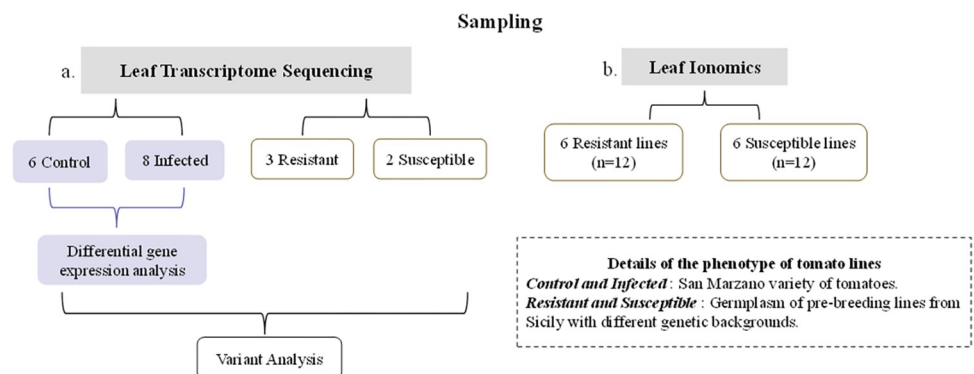 Sampling
a. Leaf Transcriptome Sequencing
b. Leaf Ionomics
6 Control
8 Infected
3 Resistant
2 Susceptible
6 Resistant lines
(n=12)
6 Susceptible lines
(n=12)
Differential gene
expression analysis
Variant Analysis
Details of the phenotype of tomato lines
Control and Infected : San Marzano variety of tomatoes.
Resistant and Susceptible : Germplasm of pre-breeding lines from
Sicily with different genetic backgrounds.